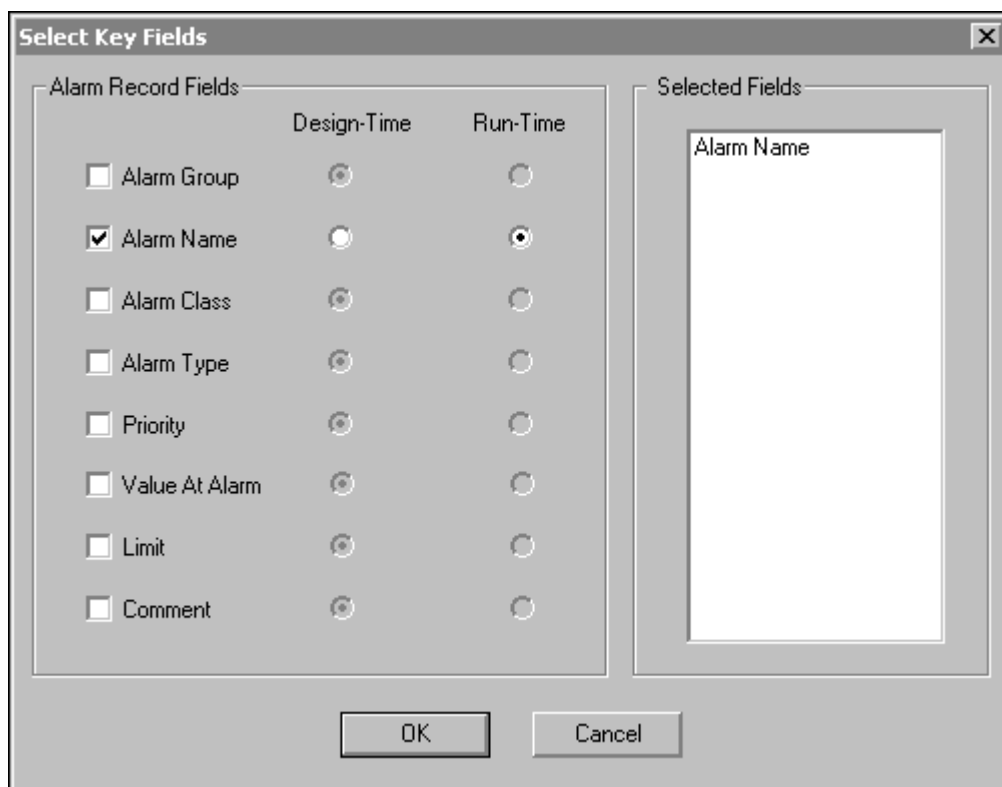 Select Key Fields
Alarm Record Fields
Design-Time Run-Time
Alarm Group
Alarm Name
Alarm Class
Alarm Type
Priority
Value At Alarm
Limit
Comment
Selected Fields
Alarm Name
OK Cancel